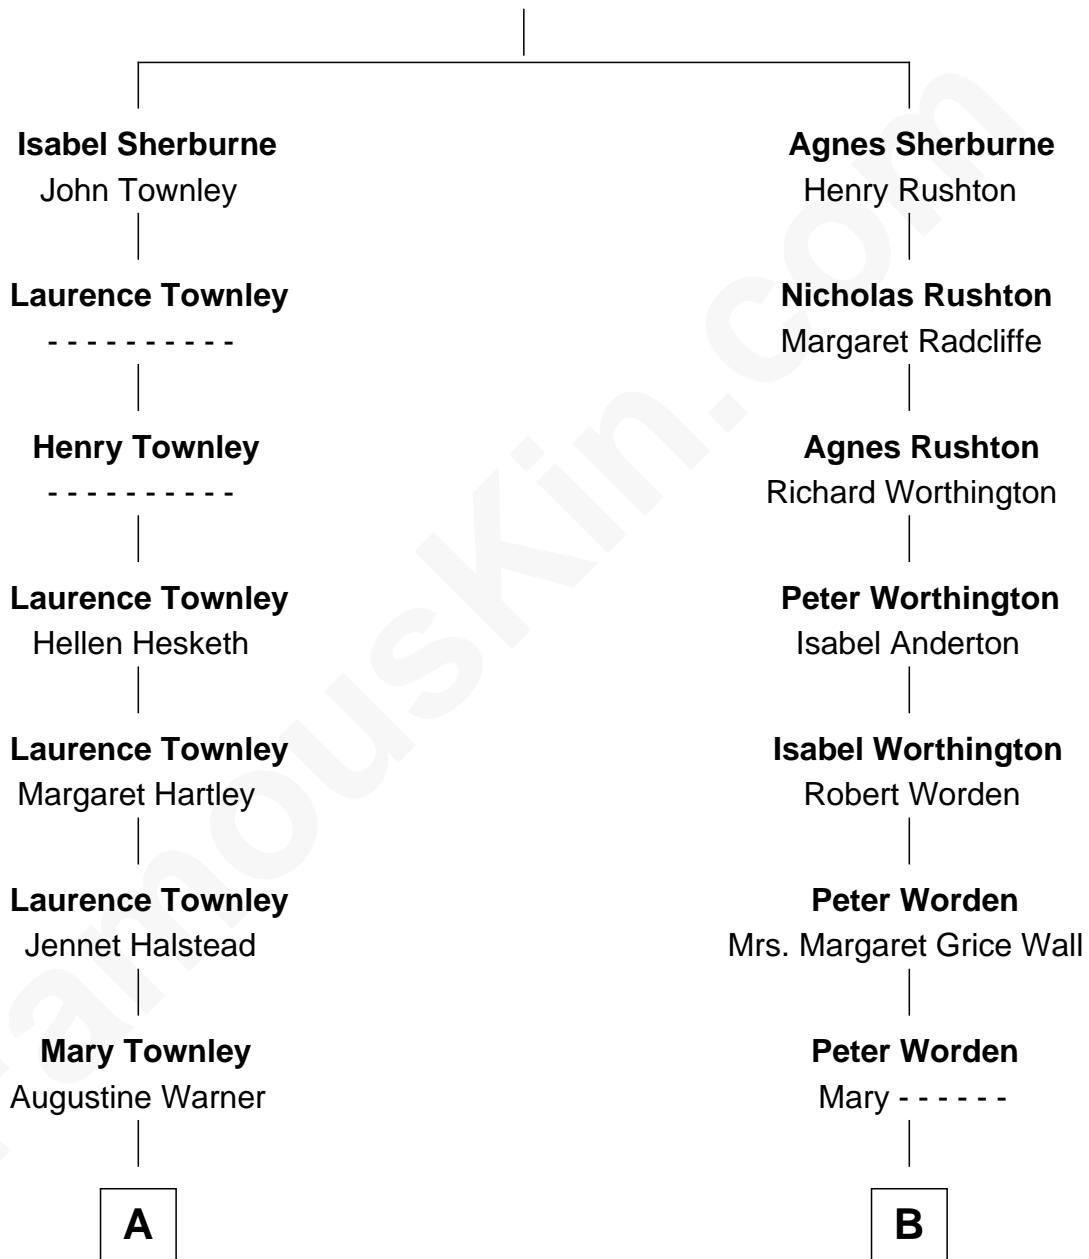 Isabel Sherburne
John Townley
Laurence Townley
- - - - - - - - - -
Henry Townley
- - - - - - - - - -
Laurence Townley
Hellen Hesketh
Laurence Townley
Margaret Hartley
Laurence Townley
Jennet Halstead
Mary Townley
Augustine Warner
A
Agnes Sherburne
Henry Rushton
Nicholas Rushton
Margaret Radcliffe
Agnes Rushton
Richard Worthington
Peter Worthington
Isabel Anderton
Isabel Worthington
Robert Worden
Peter Worden
Mrs. Margaret Grice Wall
Peter Worden
Mary - - - - - -
B
FamousKin.com